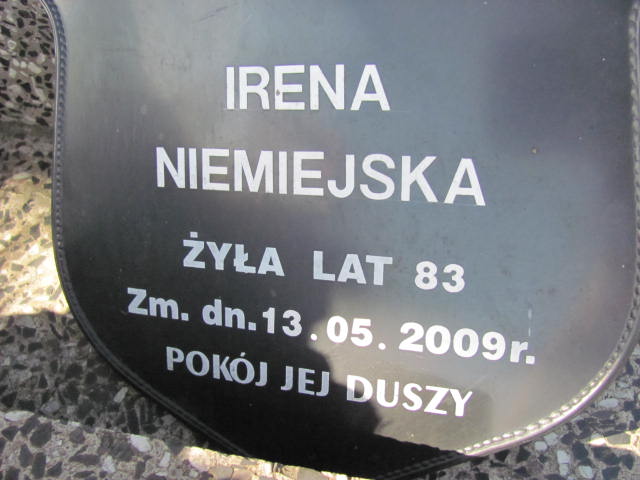 IRENA
NIEMIEJSKA
ŻYŁA LAT 83
Zm. dn. 13.05.2009r.
POKÓJ JEJ DUSZY